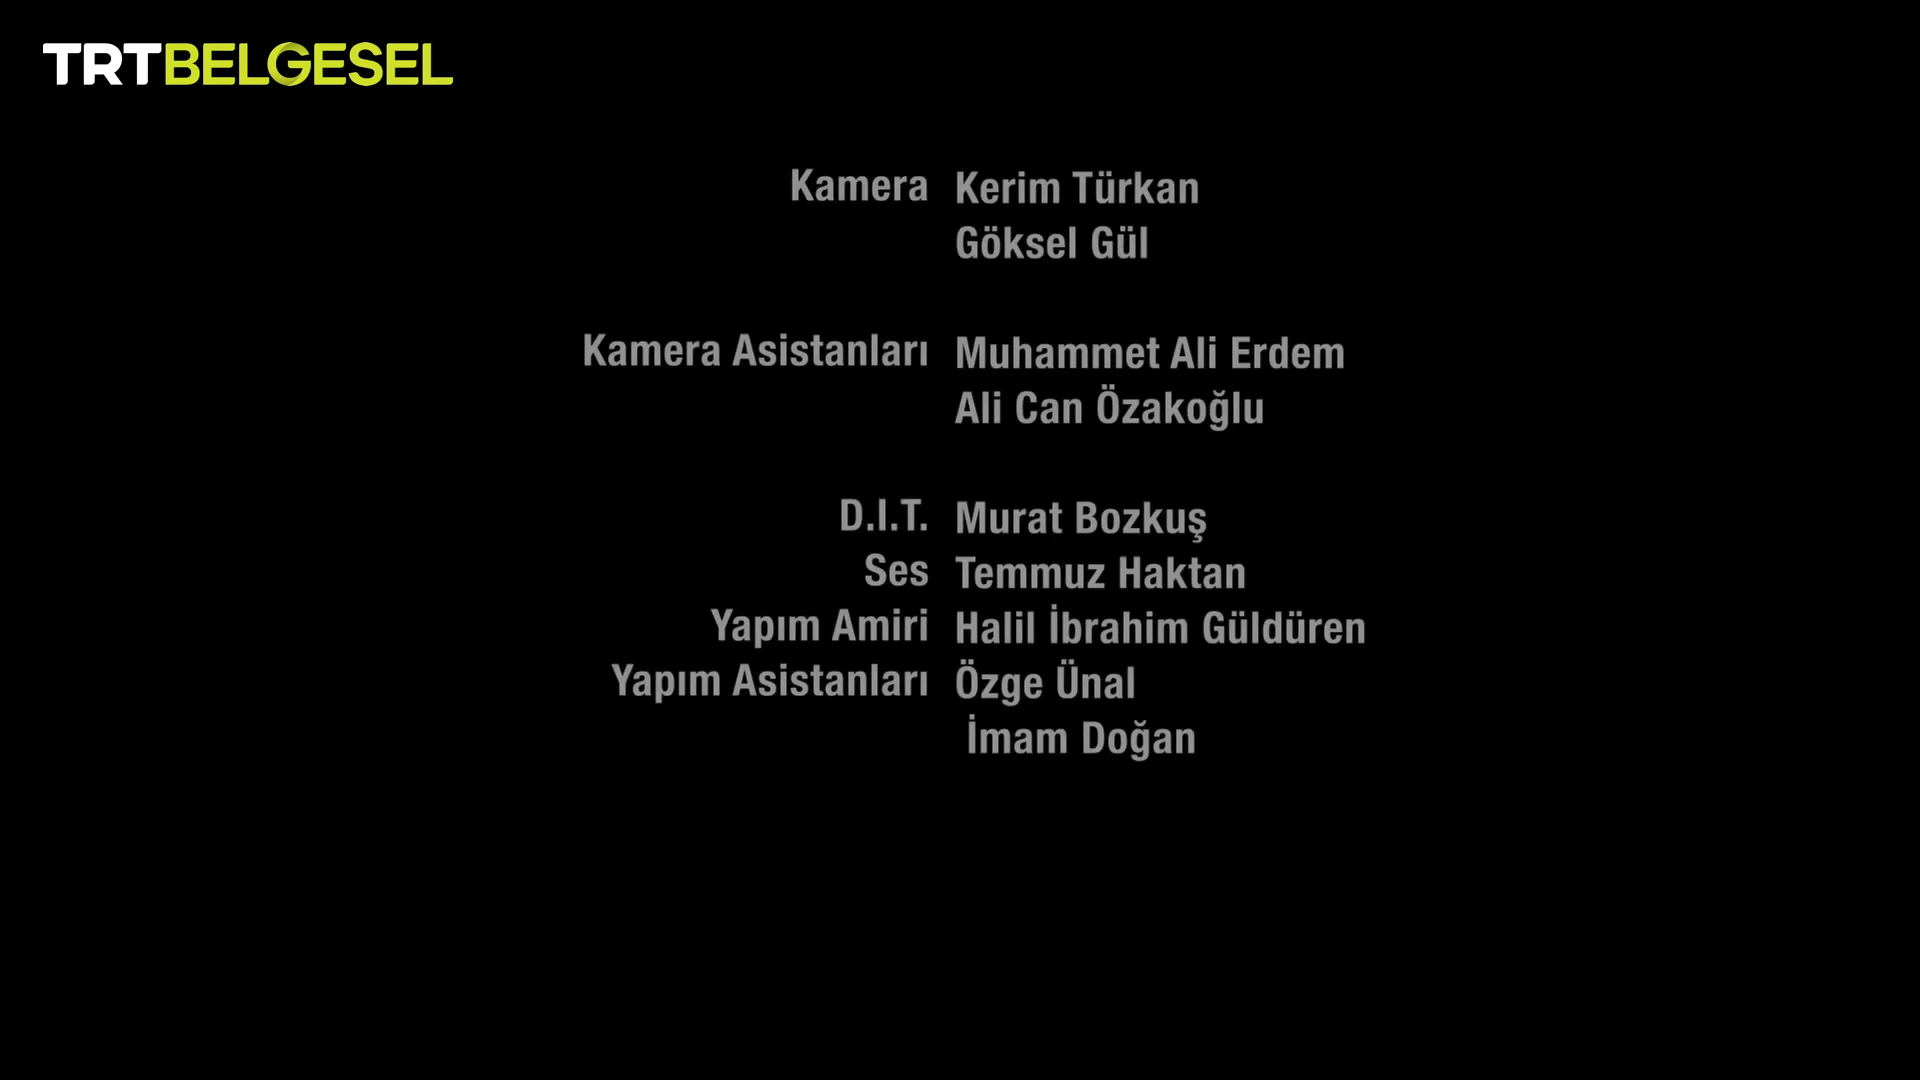 TRTBELGESEL
Kamera Kerim Türkan
Göksel Gül
Kamera Asistanları Muhammet Ali Erdem
Ali Can Özakoğlu
D.I.T. Murat Bozkuş
Ses Temmuz Haktan
Yapım Amiri Halil İbrahim Güldüren
Yapım Asistanları Özge Ünal
İmam Doğan